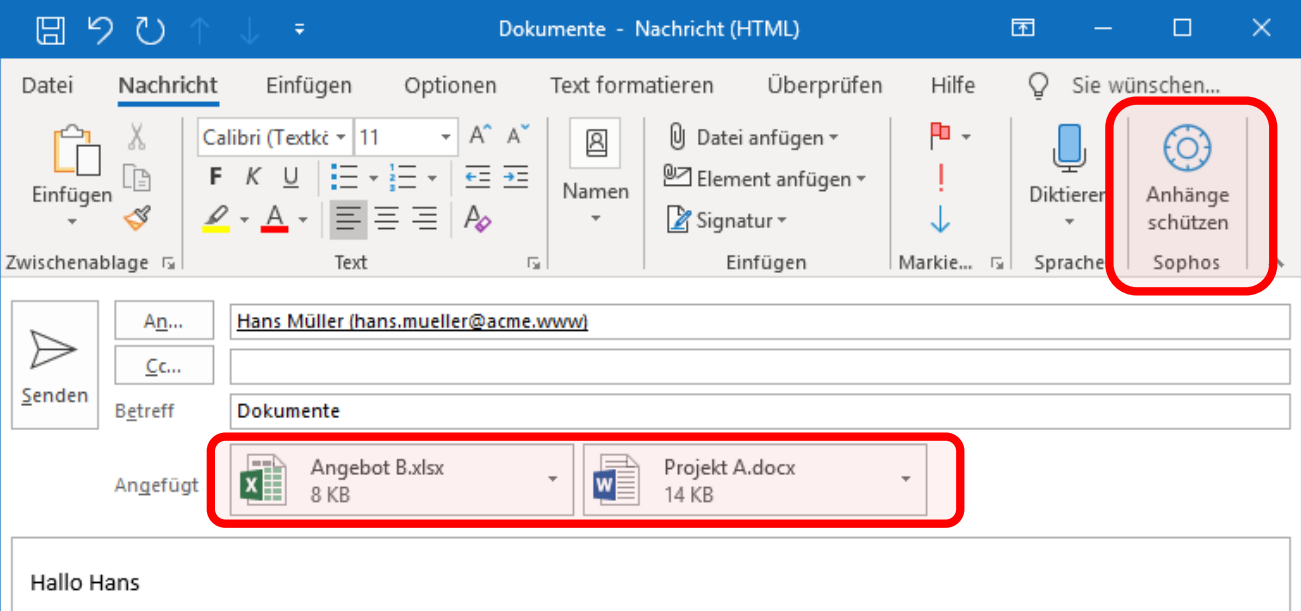 Dokumente - Nachricht (HTML)
Datei Nachricht Einfügen Optionen Text formatieren Überprüfen Hilfe Sie wünschen...
Einfügen
Calibri (Textkö 11 A A
F K U
A A
Namen
Datei anfügen
Element anfügen
Signatur
Diktieren
Anhänge
schützen
Zwischenablage Text Einfügen Markie... Sprache Sophos
Senden
An... Hans Müller (hans.mueller@acme.www)
Cc...
Betreff Dokumente
Angefügt
Angebot B.xlsx
8 KB
Projekt A.docx
14 KB
Hallo Hans